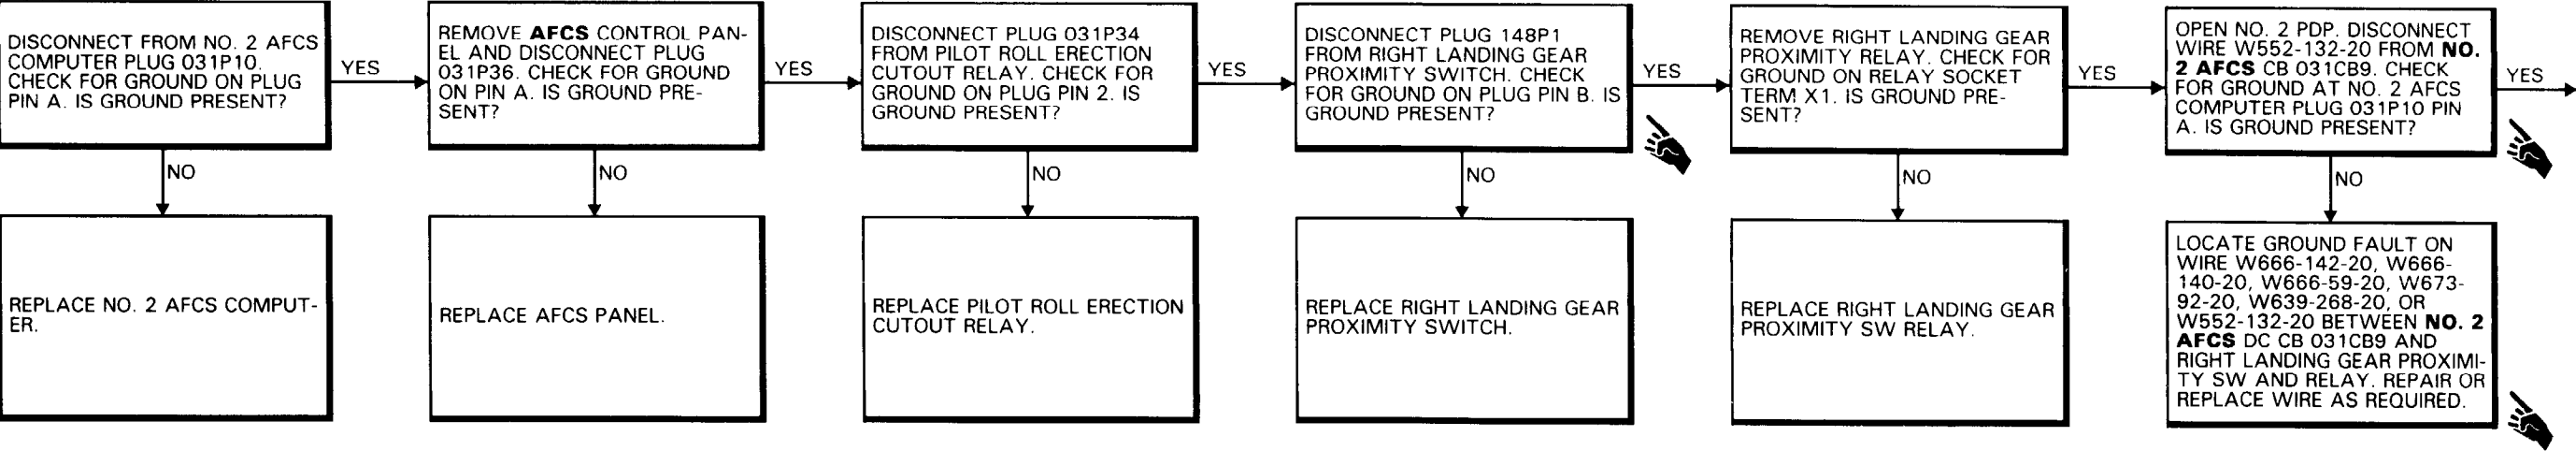 DISCONNECT FROM NO. 2 AFCS
COMPUTER PLUG 031P10.
CHECK FOR GROUND ON PLUG
PIN A. IS GROUND PRESENT?
YES
REMOVE AFCS CONTROL PAN-
EL AND DISCONNECT PLUG
031P36. CHECK FOR GROUND
ON PIN A. IS GROUND PRE-
SENT?
YES
DISCONNECT PLUG 031P34
FROM PILOT ROLL ERECTION
CUTOUT RELAY. CHECK FOR
GROUND ON PLUG PIN 2. IS
GROUND PRESENT?
YES
DISCONNECT PLUG 148P1
FROM RIGHT LANDING GEAR
PROXIMITY SWITCH. CHECK
FOR GROUND ON PLUG PIN B. IS
GROUND PRESENT?
YES
REMOVE RIGHT LANDING GEAR
PROXIMITY RELAY. CHECK FOR
GROUND ON RELAY SOCKET
TERM X1. IS GROUND PRE-
SENT?
YES
OPEN NO. 2 PDP. DISCONNECT
WIRE W552-132-20 FROM NO.
2 AFCS CB 031CB9. CHECK
FOR GROUND AT NO. 2 AFCS
COMPUTER PLUG 031P10 PIN
A. IS GROUND PRESENT?
YES
NO
NO
NO
NO
NO
NO
REPLACE NO. 2 AFCS COMPUT-
ER.
REPLACE AFCS PANEL.
REPLACE PILOT ROLL ERECTION
CUTOUT RELAY.
REPLACE RIGHT LANDING GEAR
PROXIMITY SWITCH.
REPLACE RIGHT LANDING GEAR
PROXIMITY SW RELAY.
LOCATE GROUND FAULT ON
WIRE W666-142-20, W666-
140-20, W666-59-20, W673-
92-20, W639-268-20, OR
W552-132-20 BETWEEN NO. 2
AFCS DC CB 031CB9 AND
RIGHT LANDING GEAR PROXIMI-
TY SW AND RELAY. REPAIR OR
REPLACE WIRE AS REQUIRED.